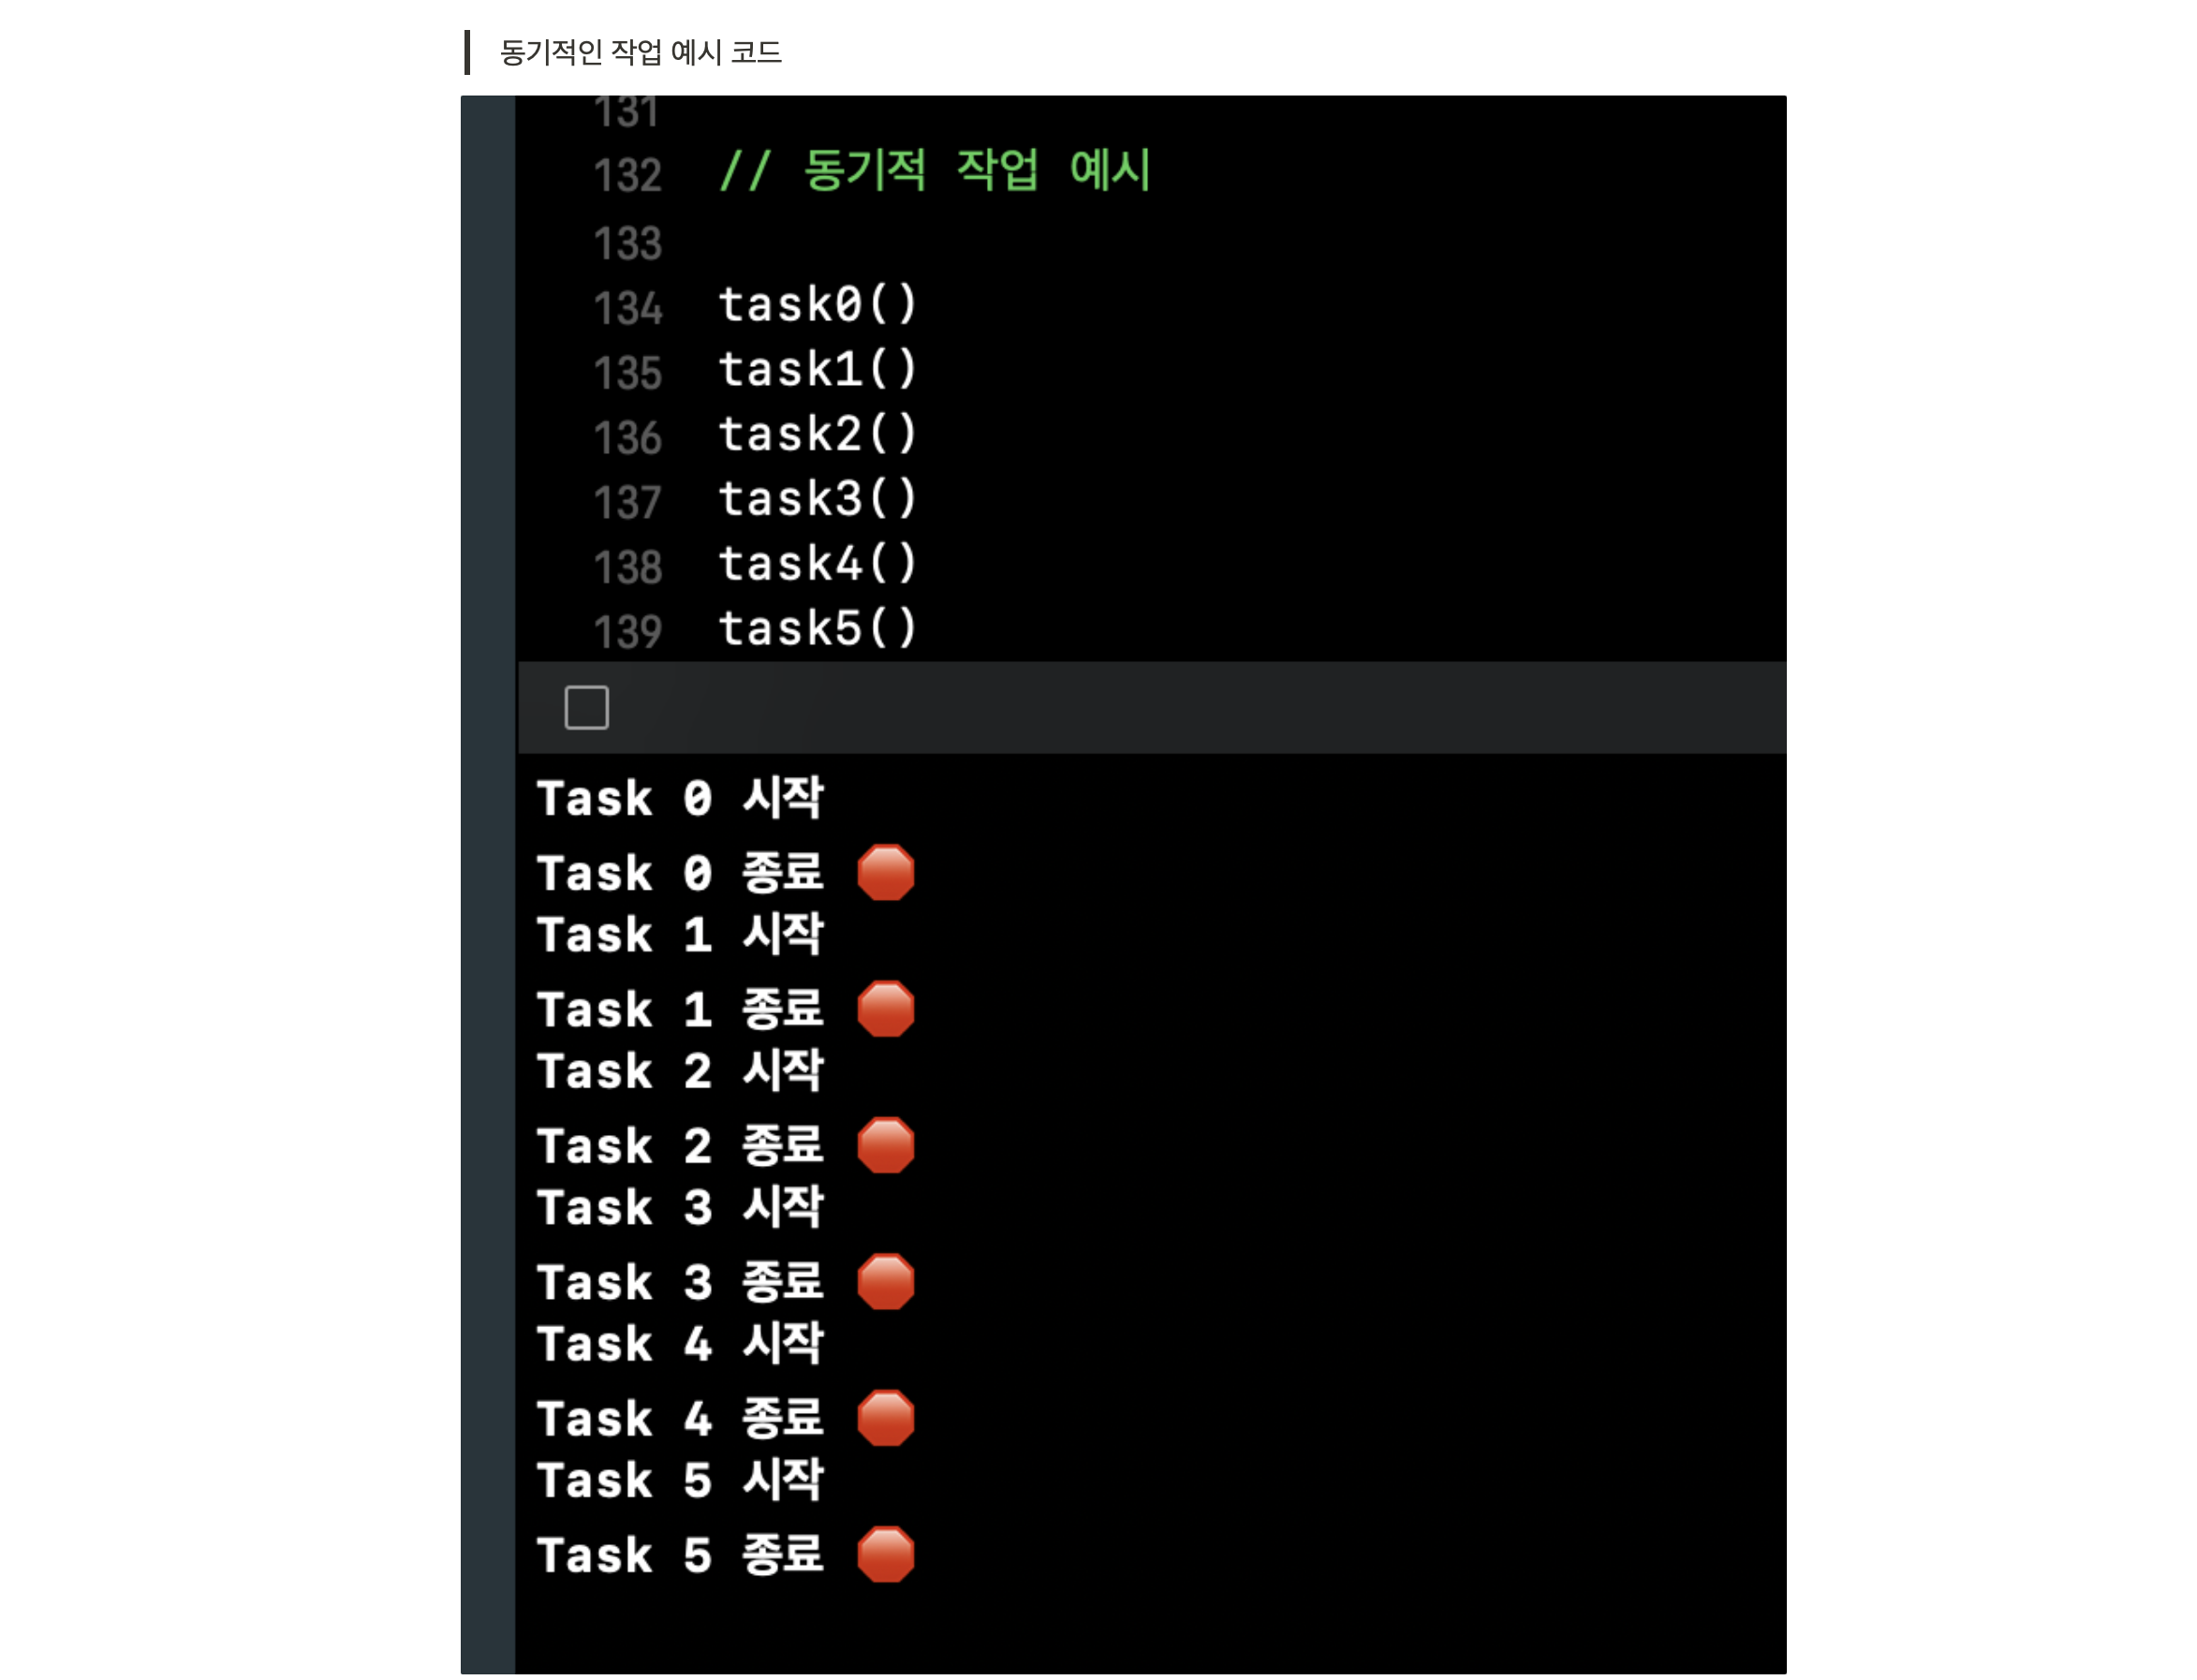 동기적인 작업 예시 코드
131
132 // 동기적 작업 예시
133
134 task0()
135 task1()
136 task2()
137 task3()
138 task4()
139 task5()
Task 0 시작
Task 0 종료 🛑
Task 1 시작
Task 1 종료 🛑
Task 2 시작
Task 2 종료 🛑
Task 3 시작
Task 3 종료 🛑
Task 4 시작
Task 4 종료 🛑
Task 5 시작
Task 5 종료 🛑